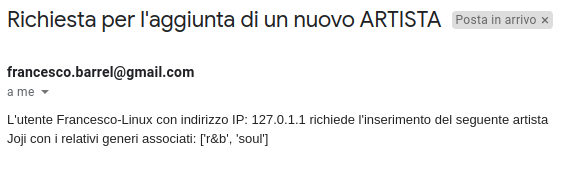 Richiesta per l'aggiunta di un nuovo ARTISTA Posta in arrivo ×
francesco.barrel@gmail.com
a me
L'utente Francesco-Linux con indirizzo IP: 127.0.1.1 richiede l'inserimento del seguente artista
Joji con i relativi generi associati: ['r&b', 'soul']